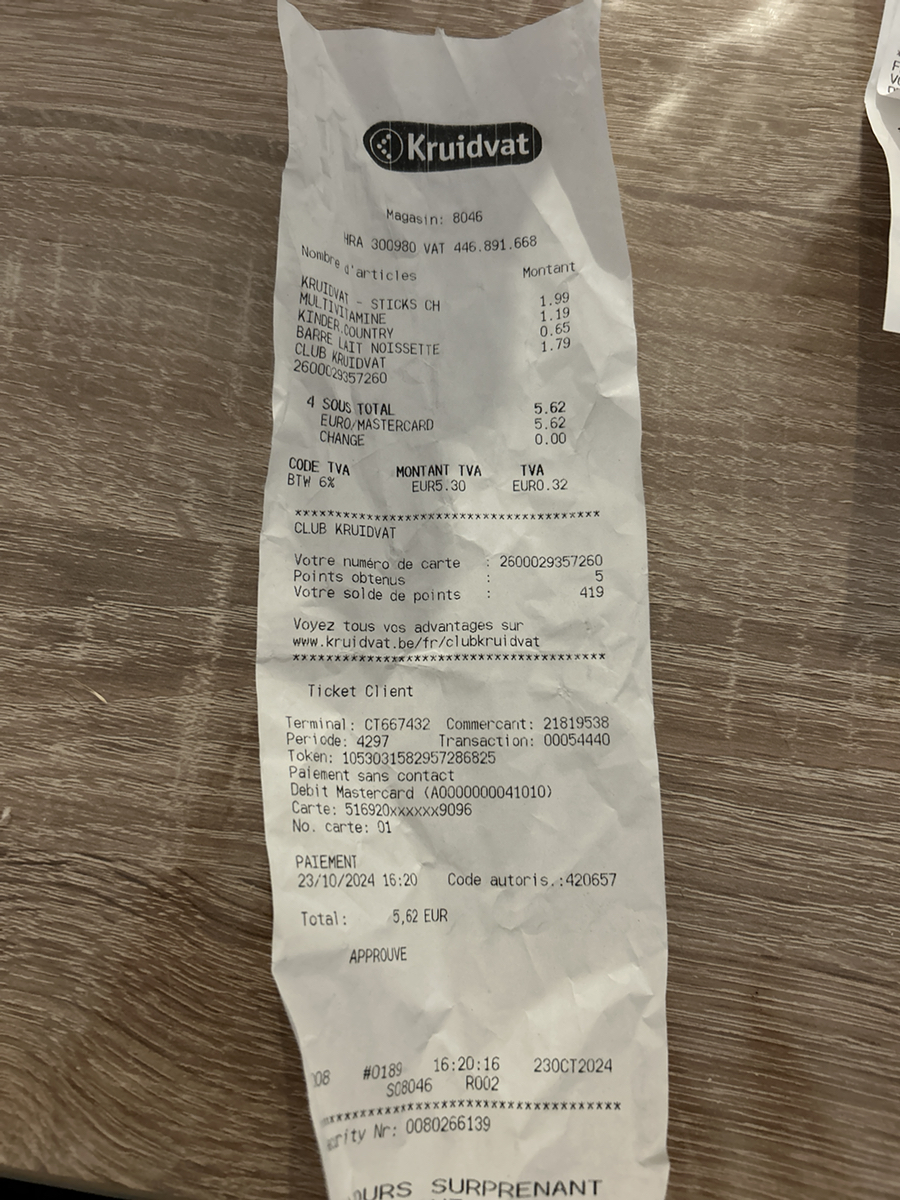 Kruidvat
Magasin: 8046
HRA 300980 VAT 446.891.668
Nombre d'articles Montant
KRUIDVAT - STICKS CH 1.99
MULTIVITAMINE 1.19
KINDER COUNTRY 0.65
BARRE LAIT NOISSETTE 1.79
CLUB KRUIDVAT
2600029357260
4 SOUS TOTAL 5.62
EURO/MASTERCARD 5.62
CHANGE 0.00
CODE TVA MONTANT TVA TVA
BTW 6% EUR5.30 EUR0.32
**************************************
CLUB KRUIDVAT
Votre numéro de carte : 2600029357260
Points obtenus : 5
Votre solde de points : 419
Voyez tous vos advantages sur
www.kruidvat.be/fr/clubkruidvat
**************************************
Ticket Client
Terminal: CT667432 Commercant: 21819538
Periode: 4297 Transaction: 00054440
Token: 1053031582957286825
Paiement sans contact
Debit Mastercard (A0000000041010)
Carte: 516920xxxxxx9096
No. carte: 01
PAIEMENT
23/10/2024 16:20 Code autoris.:420657
Total: 5,62 EUR
APPROUVE
08 #0189 16:20:16 23OCT2024
S08046 R002
**************************************
rity Nr: 0080266139
OURS SURPRENANT